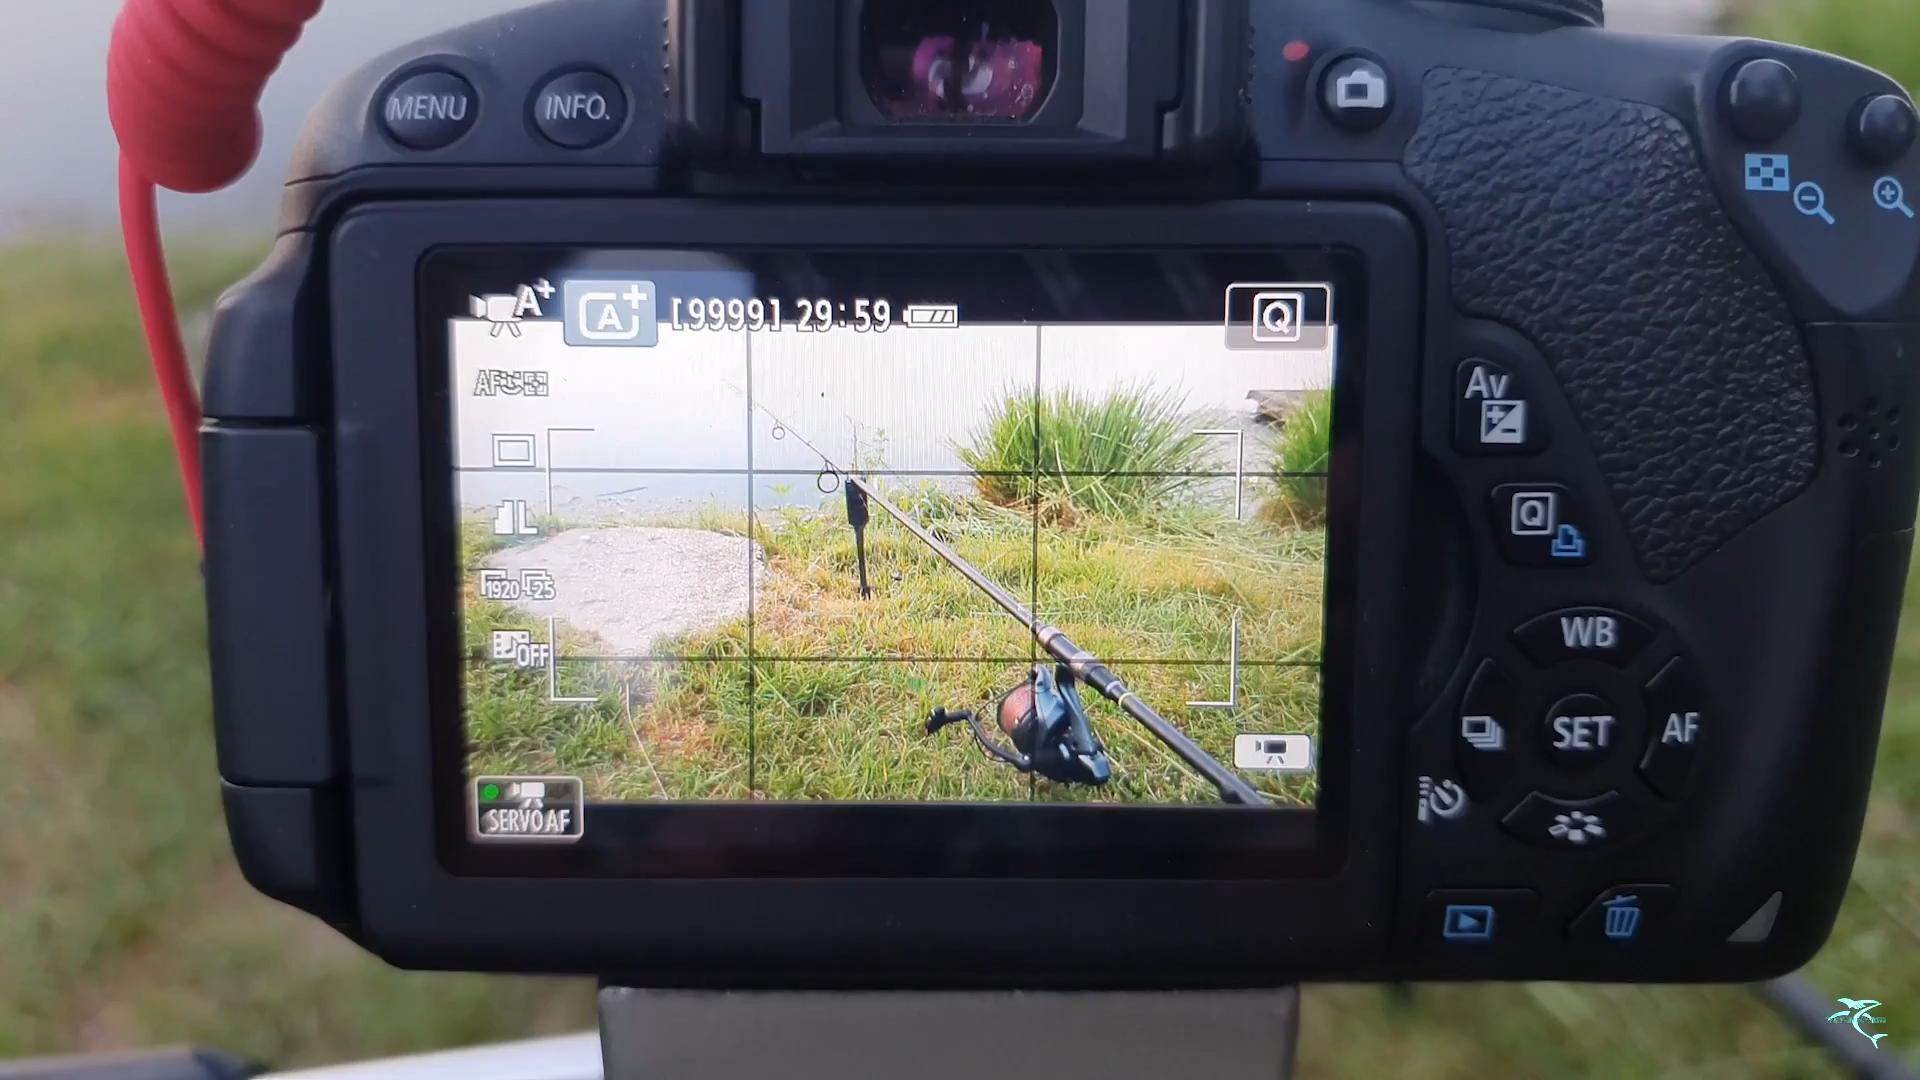 MENU
INFO.
A+
A+
[9999] 29:59
Q
AF
L
1920 25
OFF
SERVO AF
Av
Q
WB
SET
AF